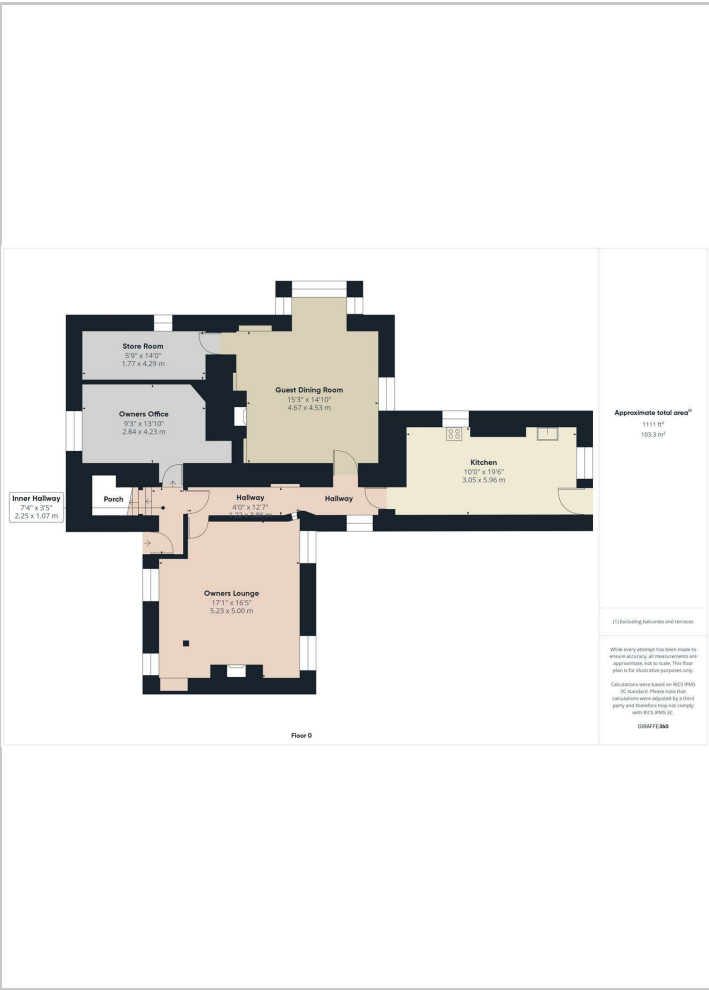 Store Room
5'9" x 14'0"
1.77 x 4.29 m
Owners Office
9'3" x 13'10"
2.84 x 4.23 m
Guest Dining Room
15'3" x 14'10"
4.67 x 4.53 m
Kitchen
10'0" x 19'6"
3.05 x 5.96 m
Inner Hallway
7'4" x 3'5"
2.25 x 1.07 m
Porch
Hallway
4'0" x 12'7"
Hallway
Owners Lounge
17'1" x 16'5"
5.23 x 5.00 m
Floor 0
Approximate total area(1)
1111 ft²
103.3 m²
(1) Excluding balconies and terraces
While every attempt has been made to
ensure accuracy, all measurements are
approximate, not to scale. This floor
plan is for illustrative purposes only.
Calculations were based on RICS IPMS
3C standard. Please note that
calculations were adjusted by a third
party and therefore may not comply
with RICS IPMS 3C.
GIRAFFE360